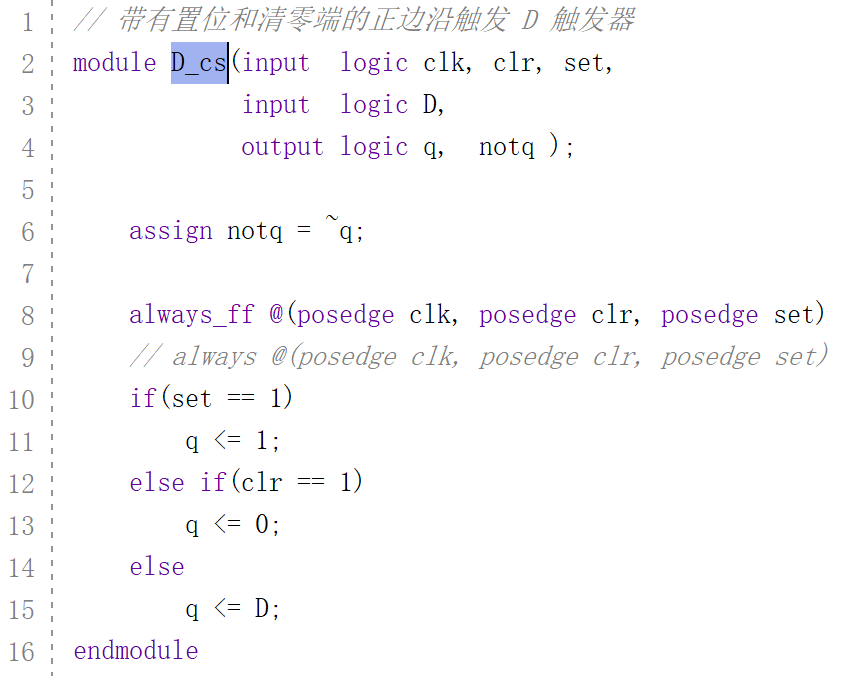 1 // 带有置位和清零端的正边沿触发 D 触发器
2 module D_cs(input  logic clk, clr, set,
3             input  logic D,
4             output logic q,  notq );
5
6     assign notq = ~q;
7
8     always_ff @(posedge clk, posedge clr, posedge set)
9     // always @(posedge clk, posedge clr, posedge set)
10     if(set == 1)
11         q <= 1;
12     else if(clr == 1)
13         q <= 0;
14     else
15         q <= D;
16 endmodule